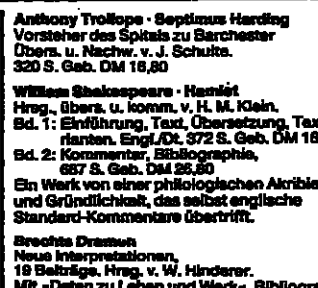 Anthony Trollope · Septimus Harding
Vorsteher des Spitals zu Barchester
Übers. u. Nachw. v. J. Schulte.
320 S. Geb. DM 16,80
William Shakespeare · Hamlet
Hrsg., übers. u. komm. v. H. M. Klein.
Bd. 1: Einführung, Text, Übersetzung, Tex
rianten. Engl./Dt. 372 S. Geb. DM 16
Bd. 2: Kommentar, Bibliographie,
687 S. Geb. DM 26,80
Ein Werk von einer philologischen Akribie
und Gründlichkeit, das selbst englische
Standard-Kommentare übertrifft.
Brechts Dramen
Neue Interpretationen,
19 Beiträge. Hrsg. v. W. Hinderer.
Mit »Daten zu Leben und Werk«, Bibliogr